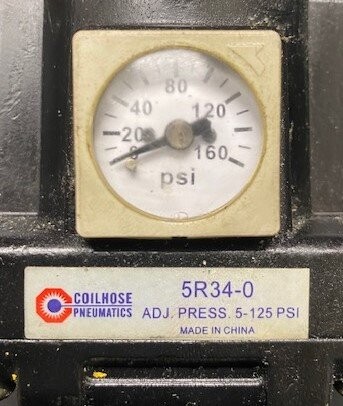 80
40 120
20
0 160
psi
COILHOSE
PNEUMATICS
5R34-0
ADJ. PRESS. 5-125 PSI
MADE IN CHINA